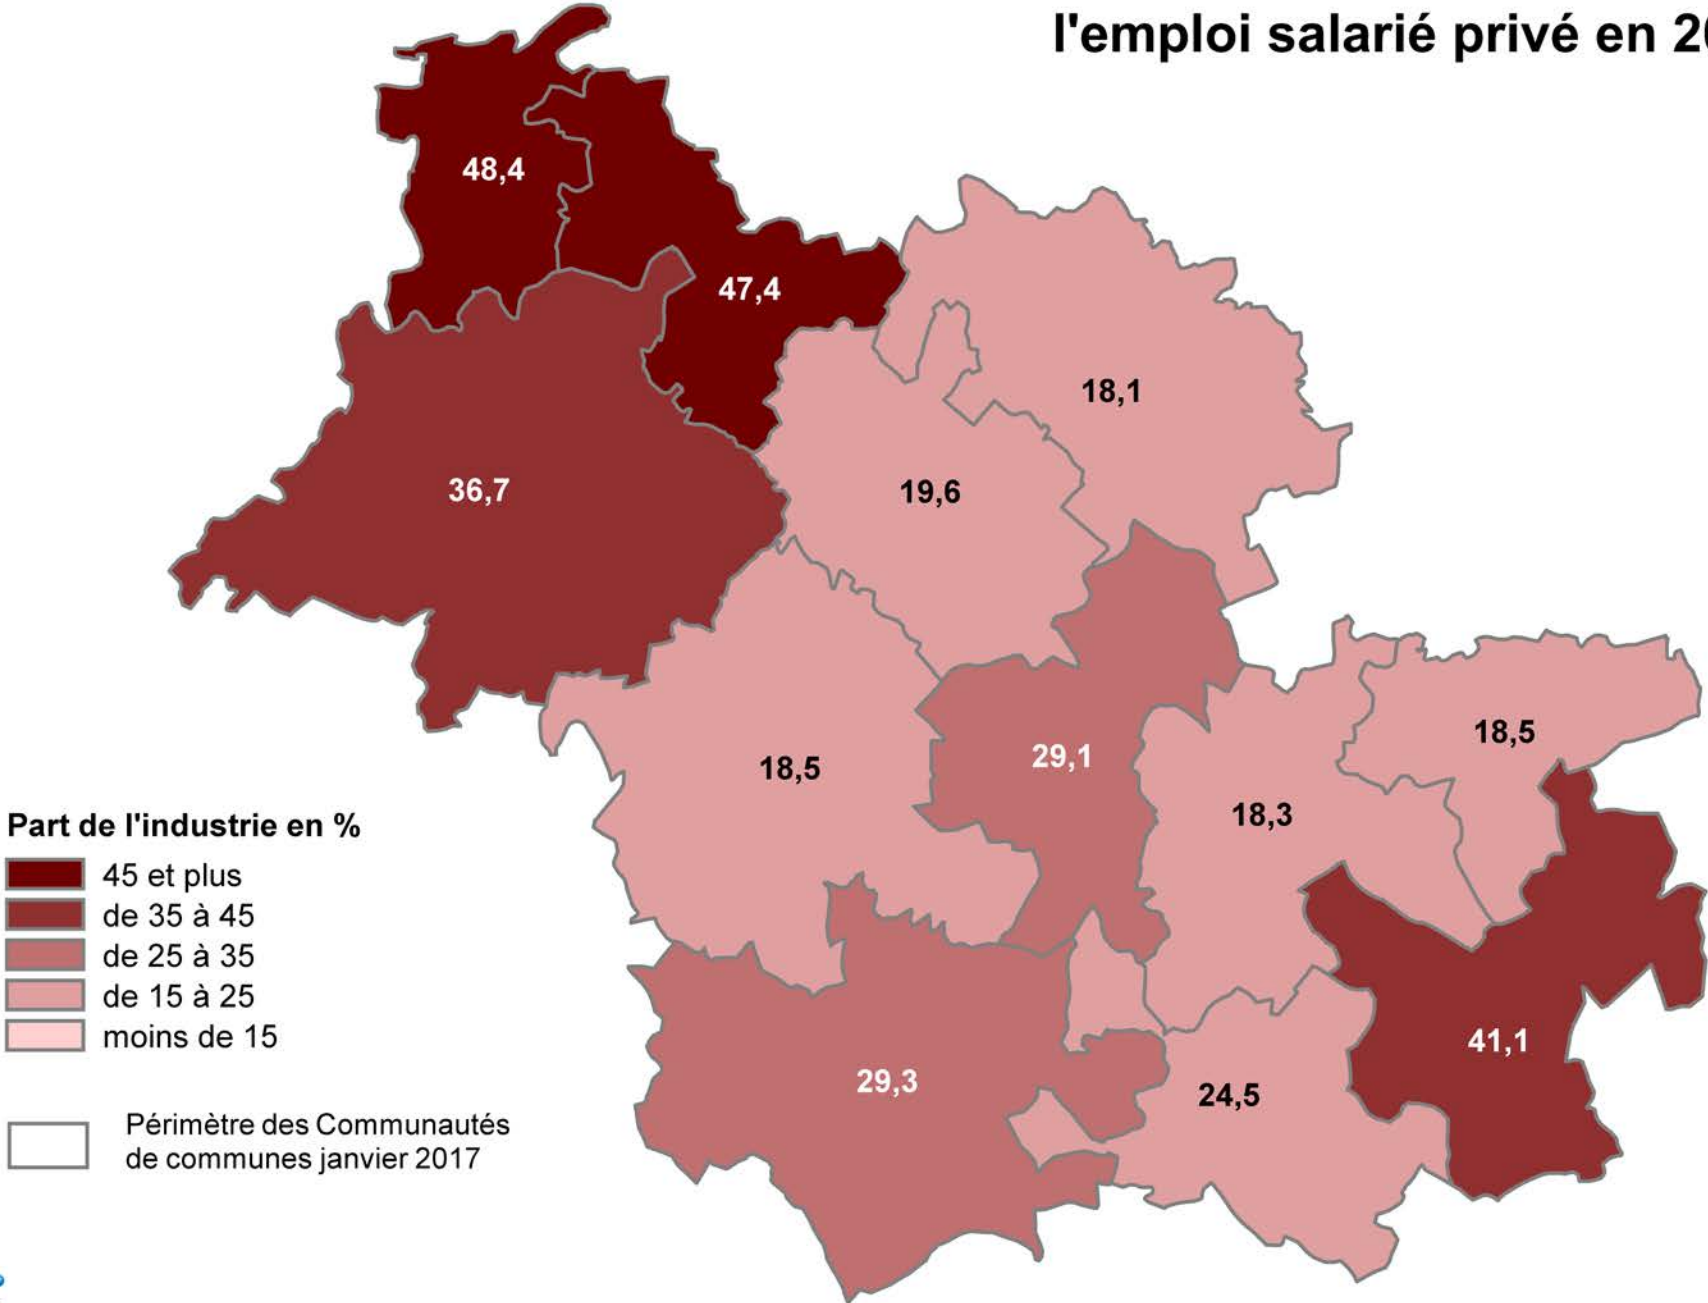 l'emploi salarié privé en
48,4
47,4
18,1
36,7
19,6
18,5
29,1
18,5
18,3
41,1
29,3
24,5
Part de l'industrie en %
45 et plus
de 35 à 45
de 25 à 35
de 15 à 25
moins de 15
Périmètre des Communautés
de communes janvier 2017